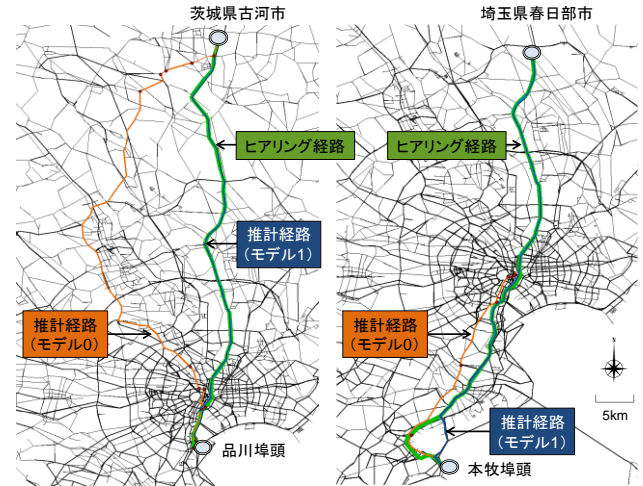 茨城県古河市
埼玉県春日部市
ヒアリング経路
ヒアリング経路
推計経路
(モデル1)
推計経路
(モデル0)
推計経路
(モデル0)
N
5km
推計経路
(モデル1)
品川埠頭
本牧埠頭